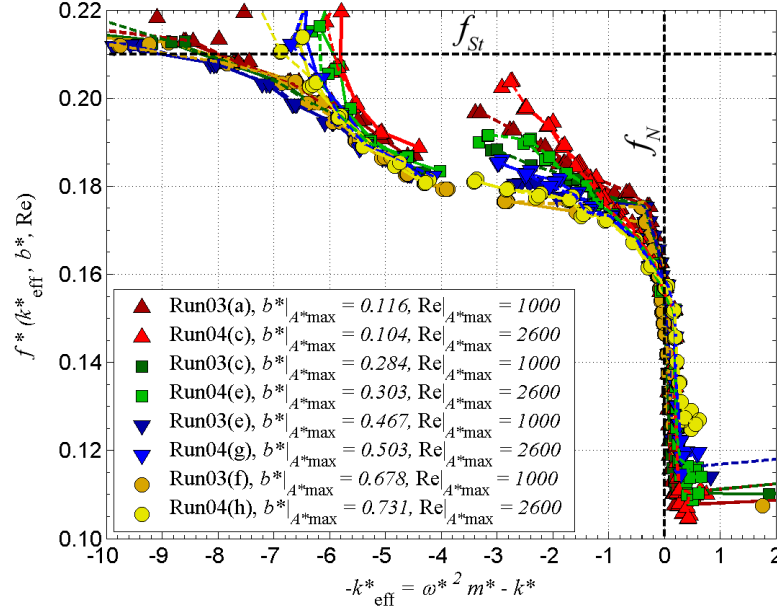 0.22
0.20
0.18
0.16
0.14
0.12
0.10
f* (k*eff, b*, Re)
fSt
fN
Run03(a), b*|A*max = 0.116, Re|A*max = 1000
Run04(c), b*|A*max = 0.104, Re|A*max = 2600
Run03(c), b*|A*max = 0.284, Re|A*max = 1000
Run04(e), b*|A*max = 0.303, Re|A*max = 2600
Run03(e), b*|A*max = 0.467, Re|A*max = 1000
Run04(g), b*|A*max = 0.503, Re|A*max = 2600
Run03(f), b*|A*max = 0.678, Re|A*max = 1000
Run04(h), b*|A*max = 0.731, Re|A*max = 2600
-10 -9 -8 -7 -6 -5 -4 -3 -2 -1 0 1 2
-k*eff = ω*² m* - k*